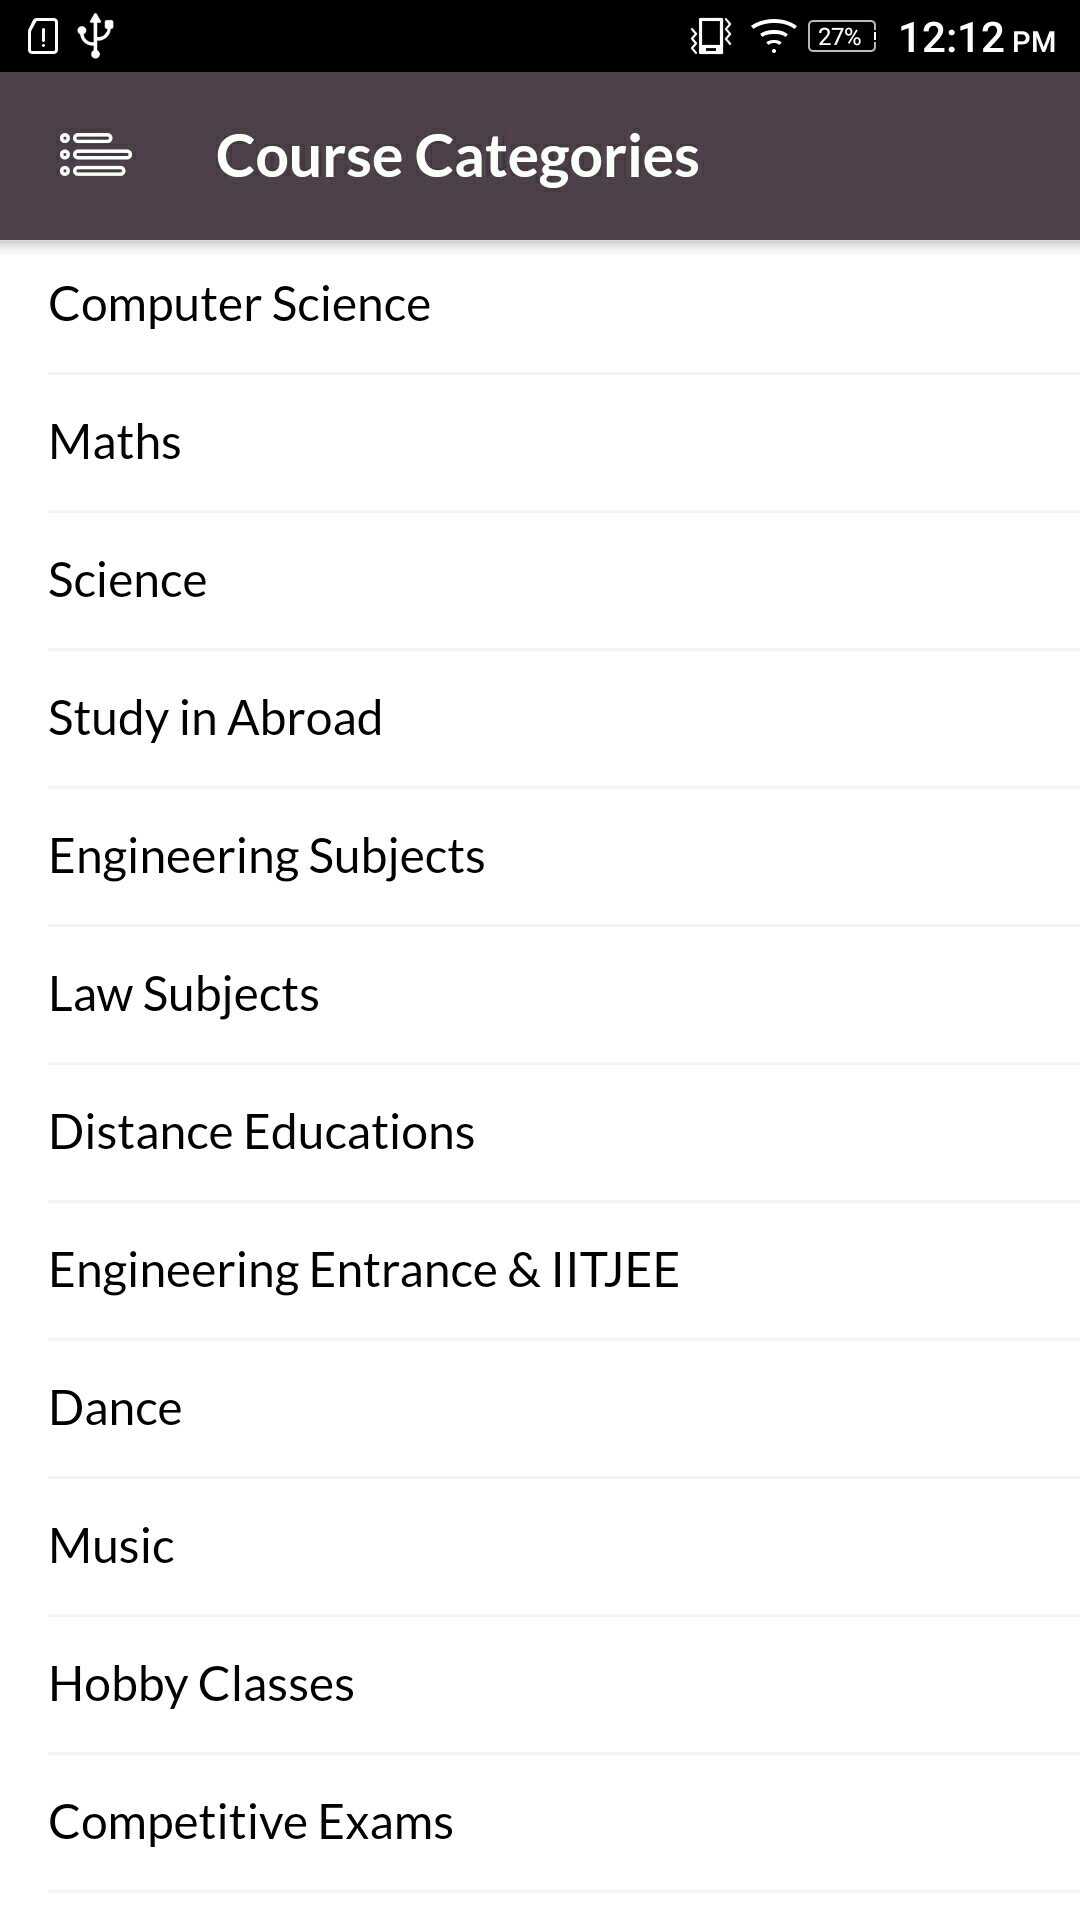 27% 12:12 PM
Course Categories
Computer Science
Maths
Science
Study in Abroad
Engineering Subjects
Law Subjects
Distance Educations
Engineering Entrance & IITJEE
Dance
Music
Hobby Classes
Competitive Exams